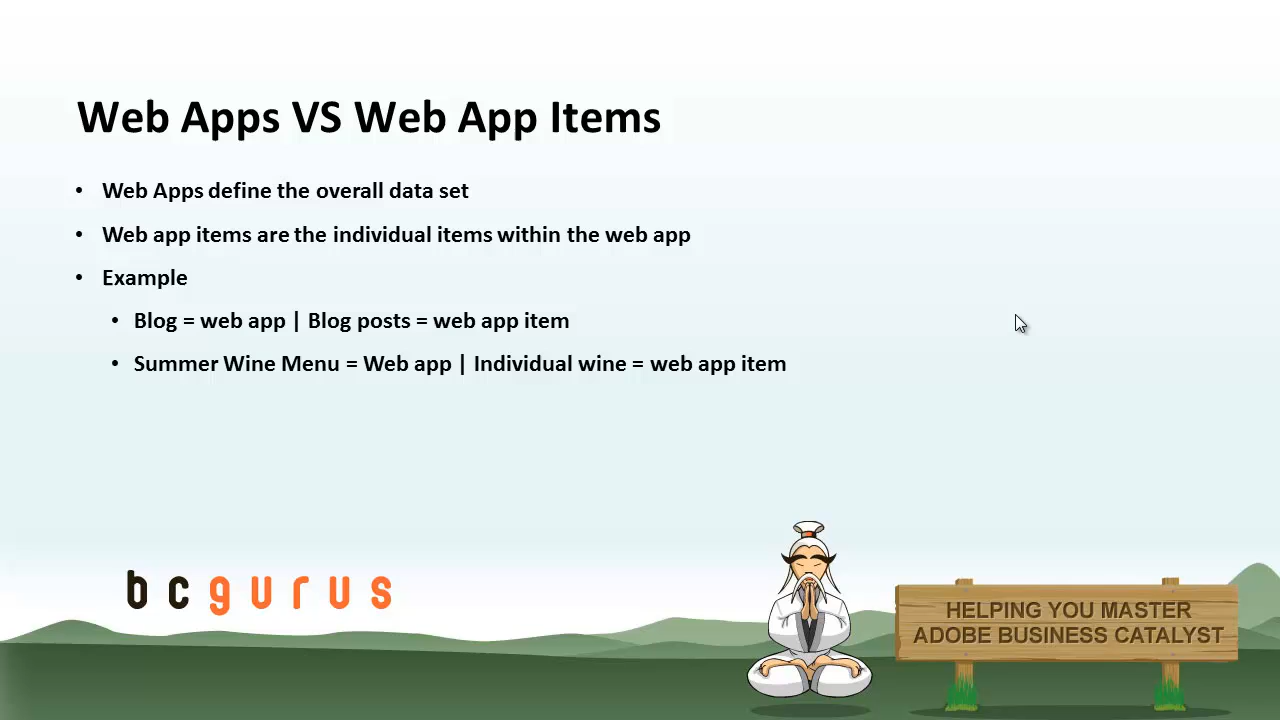 Web Apps VS Web App Items
• Web Apps define the overall data set
• Web app items are the individual items within the web app
• Example
• Blog = web app | Blog posts = web app item
• Summer Wine Menu = Web app | Individual wine = web app item
bcgurus
HELPING YOU MASTER
ADOBE BUSINESS CATALYST